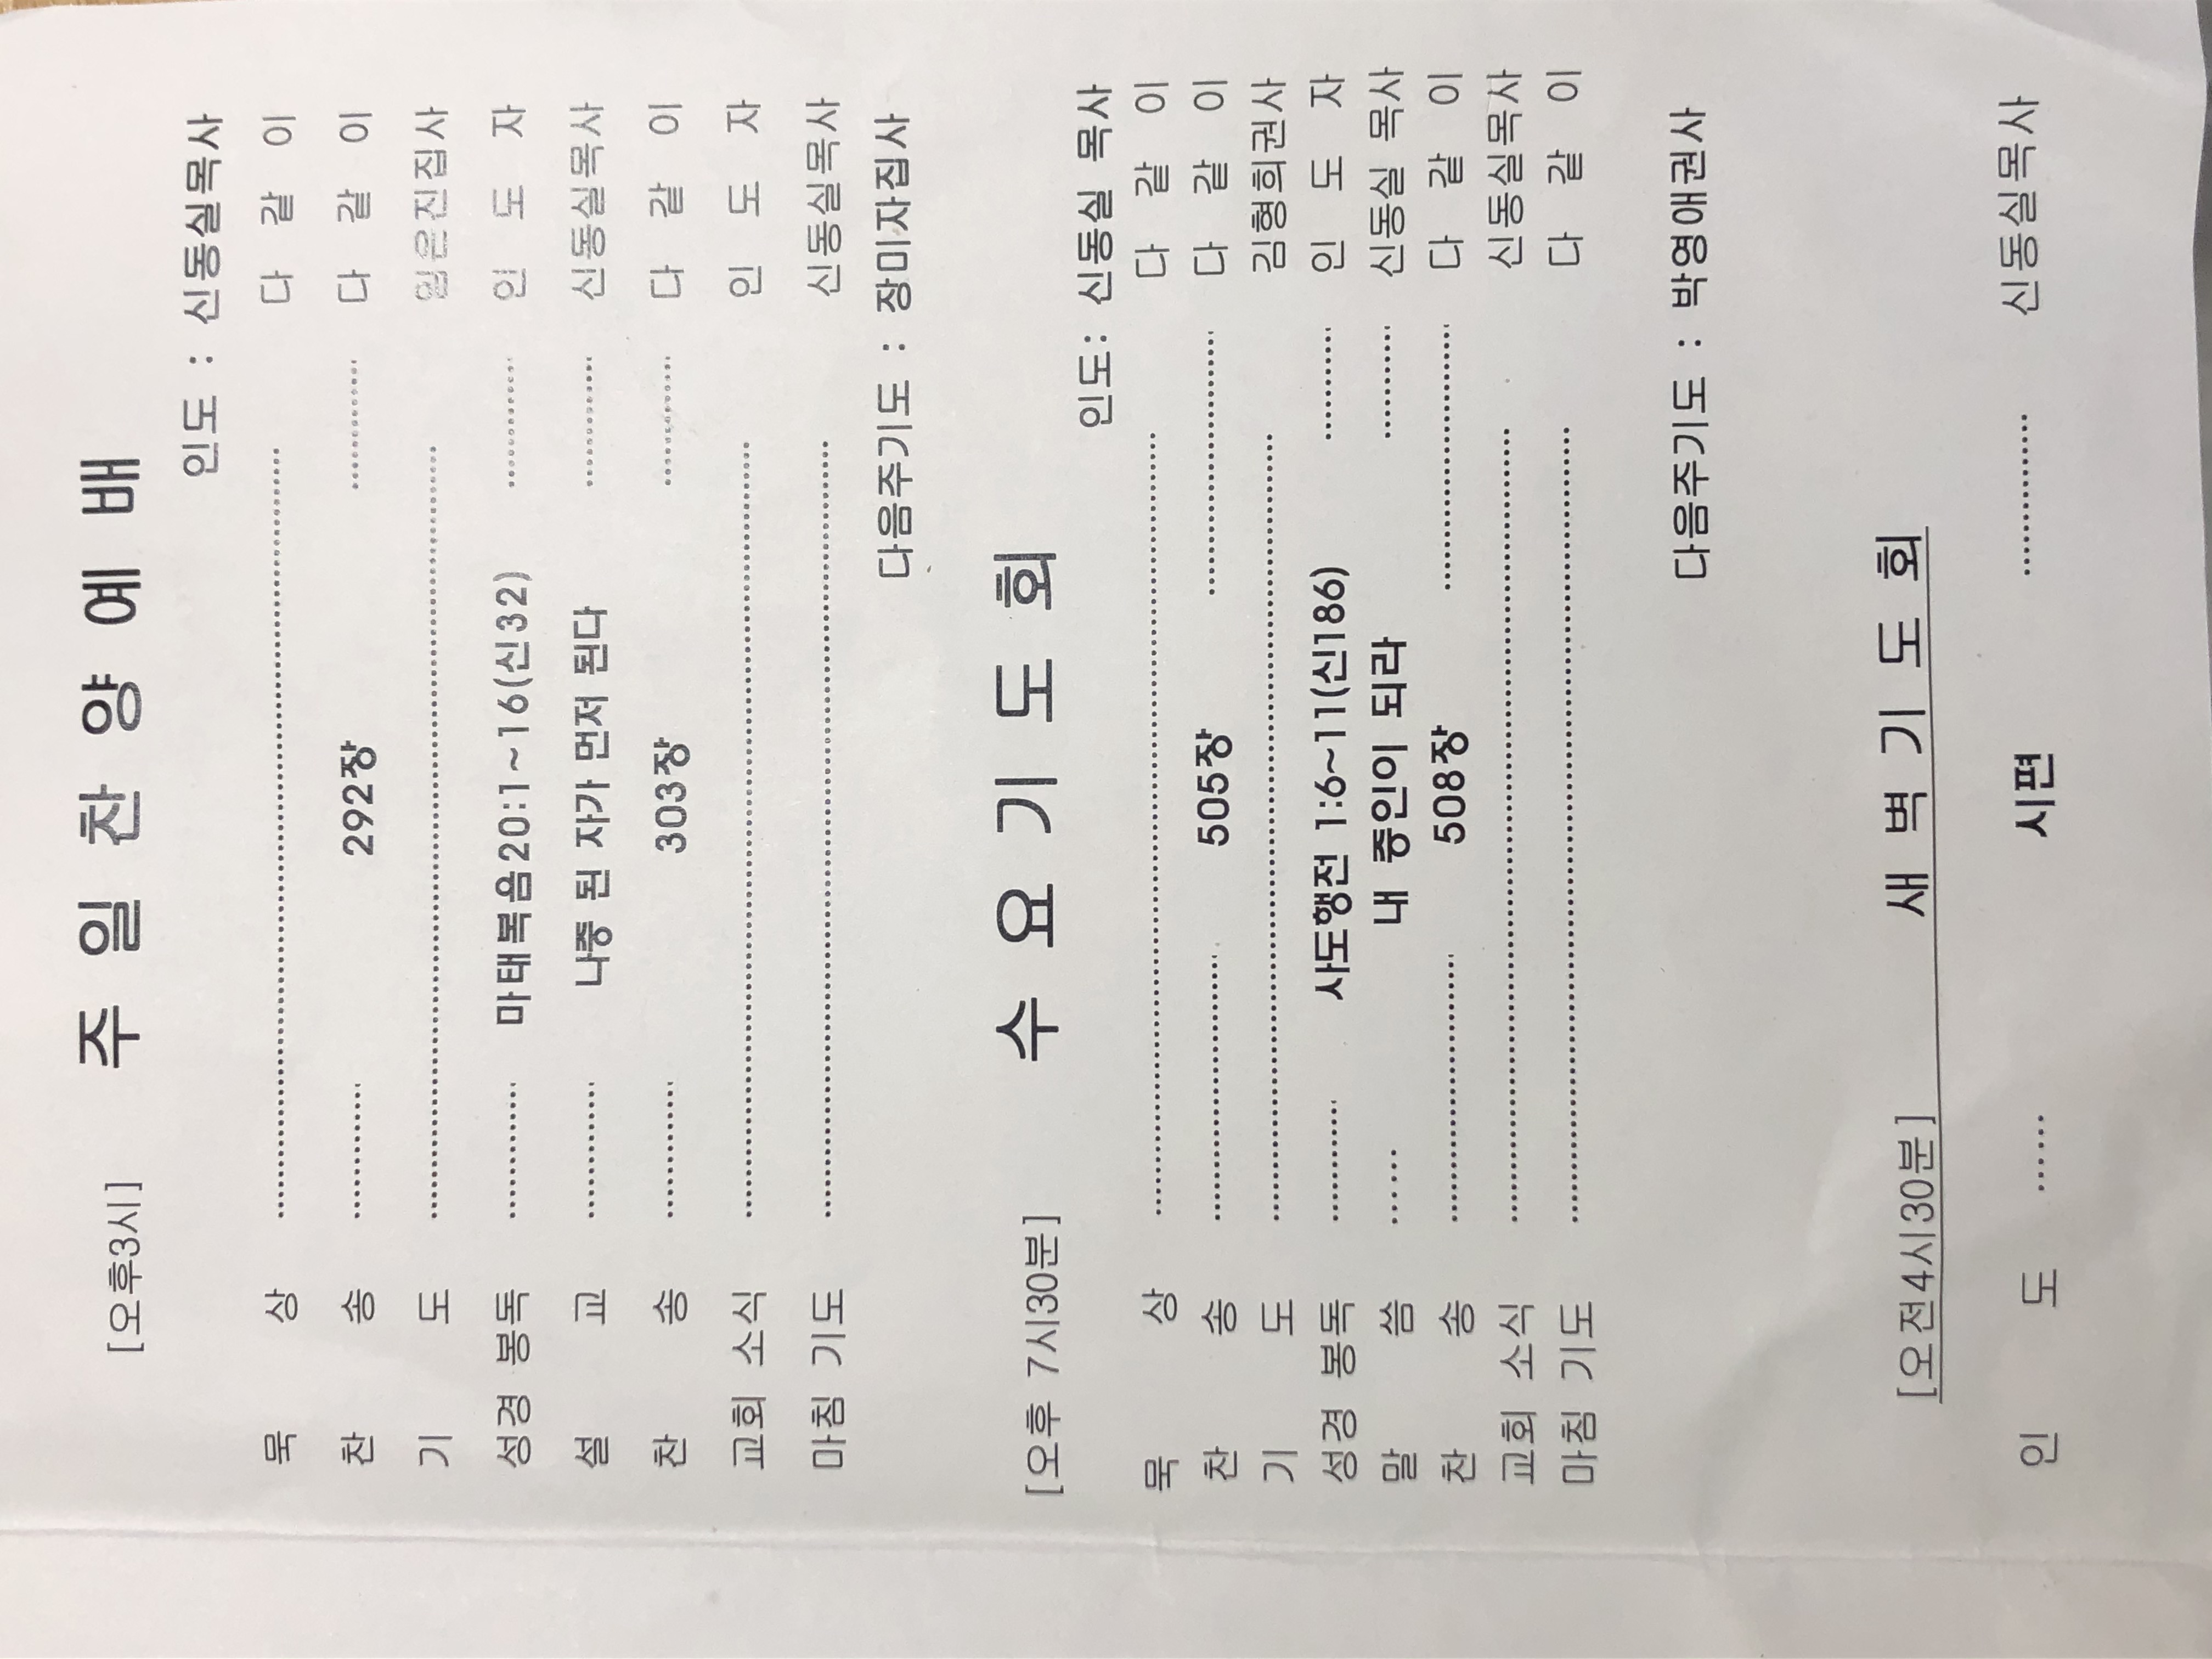 [오후3시] 주 일 찬 양 예 배
인도 : 신동실목사
묵 상 ································ 다 같 이
찬 송 ············· 292장 ············· 다 같 이
기 도 ································ 임은진집사
성경 봉독 ············· 마태복음20:1~16(신32) ············· 인 도 자
설 교 ············· 나중 된 자가 먼저 된다 ············· 신동실목사
찬 송 ············· 303장 ············· 다 같 이
교회 소식 ································ 인 도 자
마침 기도 ································ 신동실목사
다음주기도 : 장미자집사
[오후 7시30분] 수 요 기 도 회
인도: 신동실 목사
묵 상 ································ 다 같 이
찬 송 ························ 505장 ························ 다 같 이
기 도 ································ 김형희권사
성경 봉독 ············ 사도행전 1:6~11(신186) ··········· 인 도 자
말 씀 ······ 내 증인이 되라 ··········· 신동실 목사
찬 송 ························ 508장 ························ 다 같 이
교회 소식 ································ 신동실목사
마침 기도 ································ 다 같 이
다음주기도 : 박영애권사
[오전4시30분] 새 벽 기 도 회
인 도 ······ 시편 ··············· 신동실목사